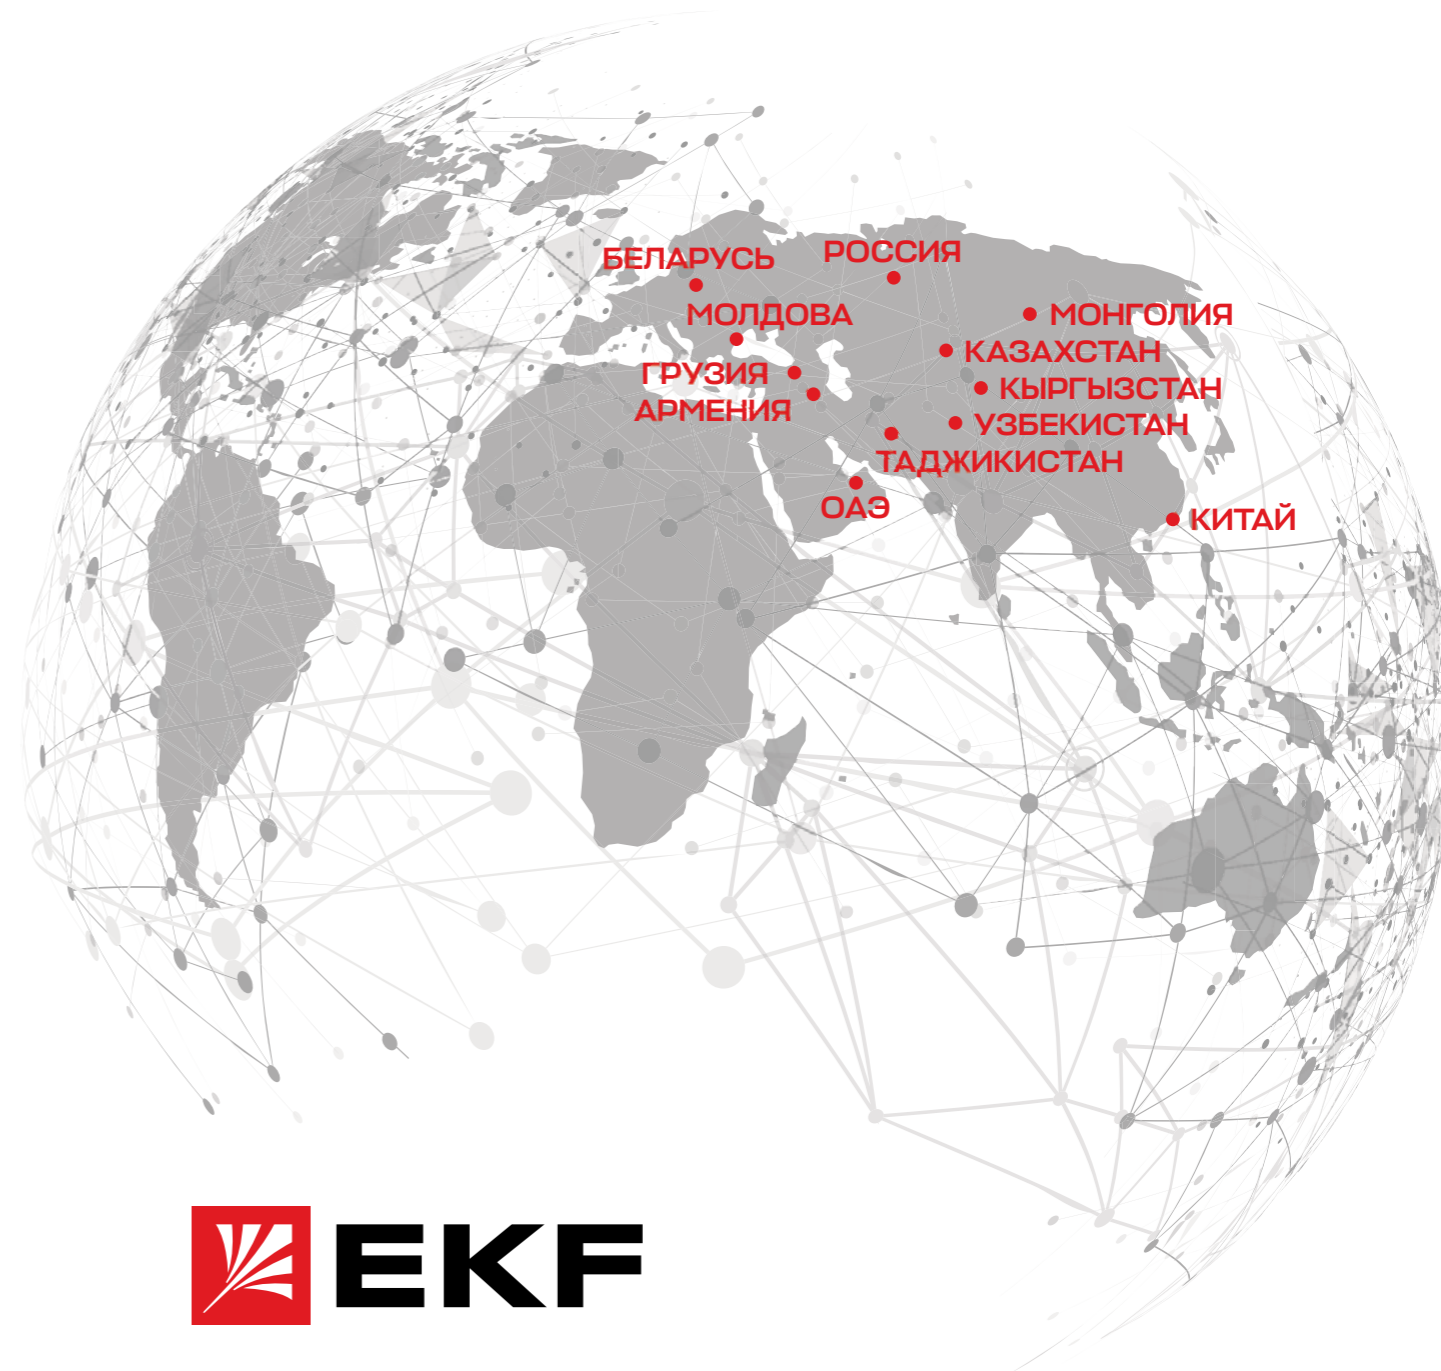 РОССИЯ
БЕЛАРУСЬ
МОЛДОВА
МОНГОЛИЯ
КАЗАХСТАН
ГРУЗИЯ
КЫРГЫЗСТАН
АРМЕНИЯ
УЗБЕКИСТАН
ТАДЖИКИСТАН
ОАЭ
КИТАЙ
EKF